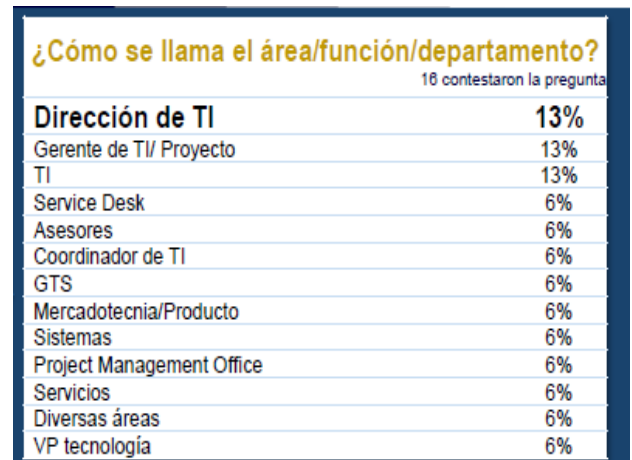 ¿Cómo se llama el área/función/departamento?
16 contestaron la pregunta
Dirección de TI 13%
Gerente de TI/ Proyecto 13%
TI 13%
Service Desk 6%
Asesores 6%
Coordinador de TI 6%
GTS 6%
Mercadotecnia/Producto 6%
Sistemas 6%
Project Management Office 6%
Servicios 6%
Diversas áreas 6%
VP tecnología 6%